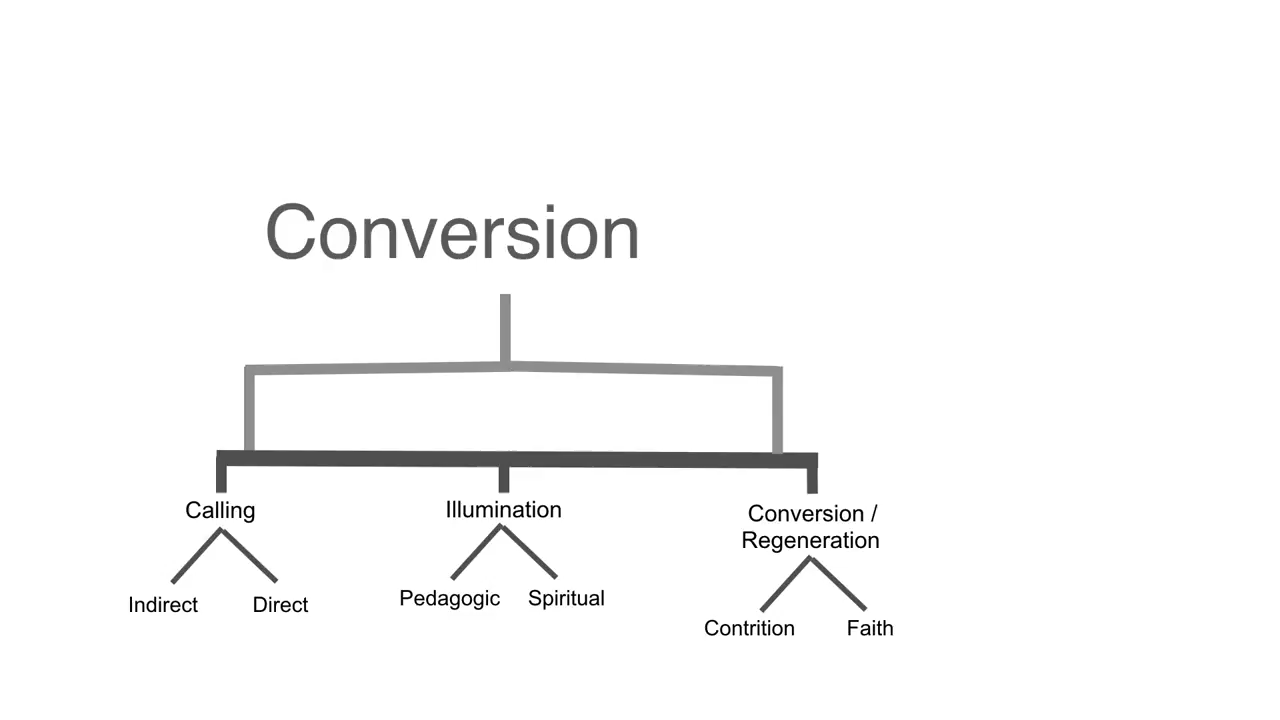 Conversion
Calling
Illumination
Conversion /
Regeneration
Indirect
Direct
Pedagogic
Spiritual
Contrition
Faith